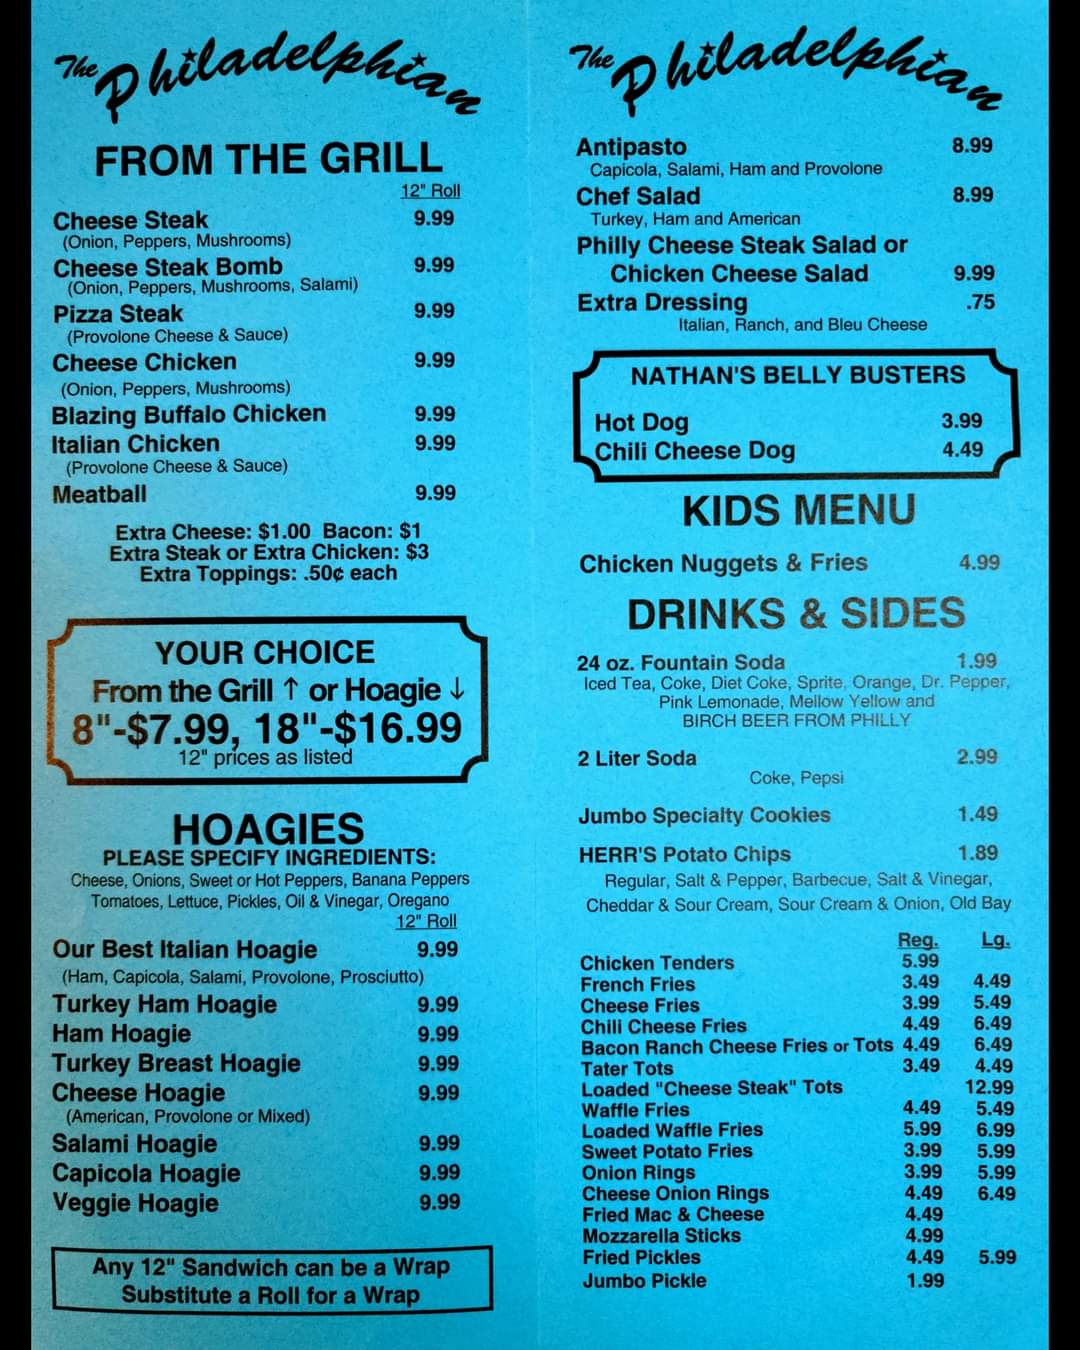 The Philadelphian
FROM THE GRILL
12" Roll
Cheese Steak 9.99
(Onion, Peppers, Mushrooms)
Cheese Steak Bomb 9.99
(Onion, Peppers, Mushrooms, Salami)
Pizza Steak 9.99
(Provolone Cheese & Sauce)
Cheese Chicken 9.99
(Onion, Peppers, Mushrooms)
Blazing Buffalo Chicken 9.99
Italian Chicken 9.99
(Provolone Cheese & Sauce)
Meatball 9.99
Extra Cheese: $1.00 Bacon: $1
Extra Steak or Extra Chicken: $3
Extra Toppings: .50¢ each
YOUR CHOICE
From the Grill ↑ or Hoagie ↓
8"-$7.99, 18"-$16.99
12" prices as listed
HOAGIES
PLEASE SPECIFY INGREDIENTS:
Cheese, Onions, Sweet or Hot Peppers, Banana Peppers
Tomatoes, Lettuce, Pickles, Oil & Vinegar, Oregano
12" Roll
Our Best Italian Hoagie 9.99
(Ham, Capicola, Salami, Provolone, Prosciutto)
Turkey Ham Hoagie 9.99
Ham Hoagie 9.99
Turkey Breast Hoagie 9.99
Cheese Hoagie 9.99
(American, Provolone or Mixed)
Salami Hoagie 9.99
Capicola Hoagie 9.99
Veggie Hoagie 9.99
Any 12" Sandwich can be a Wrap
Substitute a Roll for a Wrap
The Philadelphian
Antipasto 8.99
Capicola, Salami, Ham and Provolone
Chef Salad 8.99
Turkey, Ham and American
Philly Cheese Steak Salad or
Chicken Cheese Salad 9.99
Extra Dressing .75
Italian, Ranch, and Bleu Cheese
NATHAN'S BELLY BUSTERS
Hot Dog 3.99
Chili Cheese Dog 4.49
KIDS MENU
Chicken Nuggets & Fries 4.99
DRINKS & SIDES
24 oz. Fountain Soda 1.99
Iced Tea, Coke, Diet Coke, Sprite, Orange, Dr. Pepper,
Pink Lemonade, Mellow Yellow and
BIRCH BEER FROM PHILLY
2 Liter Soda 2.99
Coke, Pepsi
Jumbo Specialty Cookies 1.49
HERR'S Potato Chips 1.89
Regular, Salt & Pepper, Barbecue, Salt & Vinegar,
Cheddar & Sour Cream, Sour Cream & Onion, Old Bay
Reg. Lg.
Chicken Tenders 5.99
French Fries 3.49 4.49
Cheese Fries 3.99 5.49
Chili Cheese Fries 4.49 6.49
Bacon Ranch Cheese Fries or Tots 4.49 6.49
Tater Tots 3.49 4.49
Loaded "Cheese Steak" Tots 12.99
Waffle Fries 4.49 5.49
Loaded Waffle Fries 5.99 6.99
Sweet Potato Fries 3.99 5.99
Onion Rings 3.99 5.99
Cheese Onion Rings 4.49 6.49
Fried Mac & Cheese 4.49
Mozzarella Sticks 4.99
Fried Pickles 4.49 5.99
Jumbo Pickle 1.99